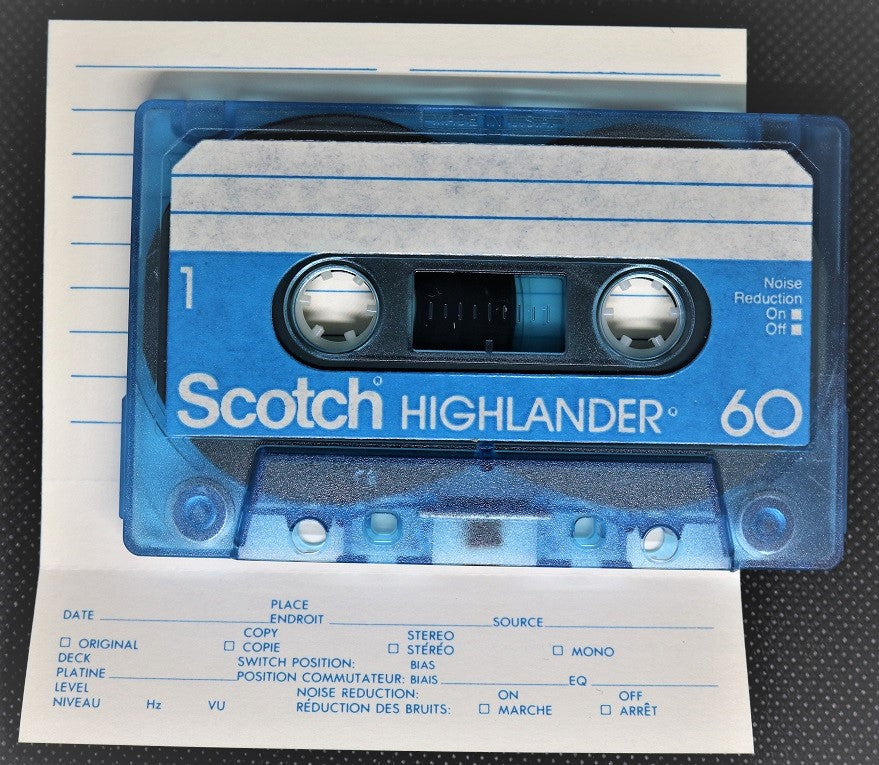 MADE IN U.S.A.
1
Noise
Reduction
On
Off
Scotch HIGHLANDER 60
PLACE
DATE ENDROIT SOURCE
COPY STEREO
ORIGINAL COPIE STÉRÉO MONO
DECK SWITCH POSITION: BIAS
PLATINE POSITION COMMUTATEUR: BIAIS EQ
LEVEL NOISE REDUCTION: ON OFF
NIVEAU Hz VU RÉDUCTION DES BRUITS: MARCHE ARRÊT